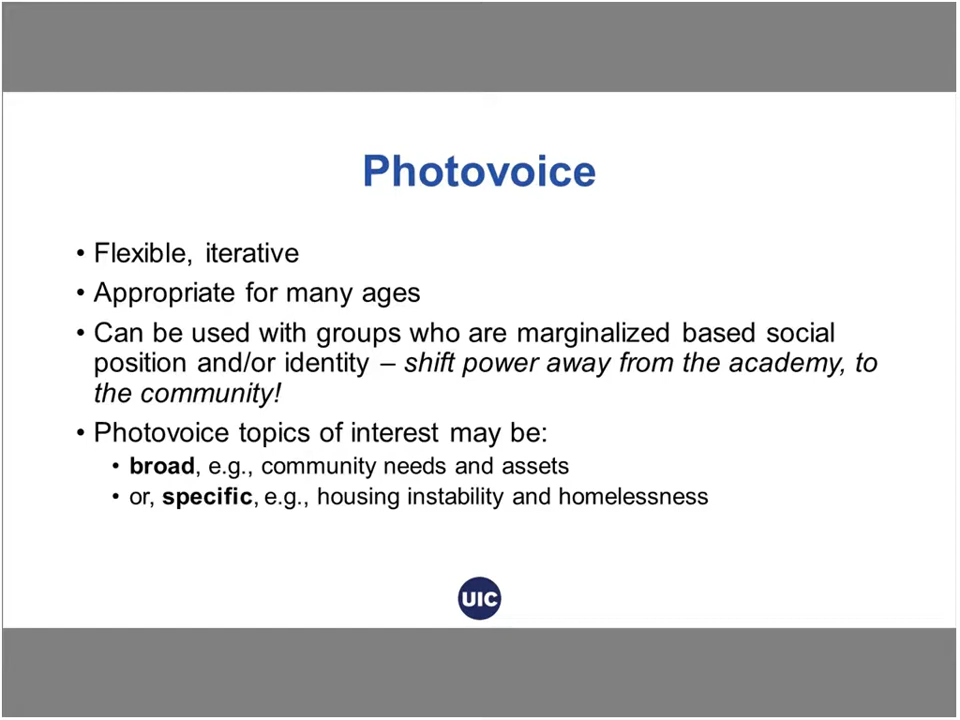 Photovoice
• Flexible, iterative
• Appropriate for many ages
• Can be used with groups who are marginalized based social
position and/or identity – shift power away from the academy, to
the community!
• Photovoice topics of interest may be:
• broad, e.g., community needs and assets
• or, specific, e.g., housing instability and homelessness
UIC